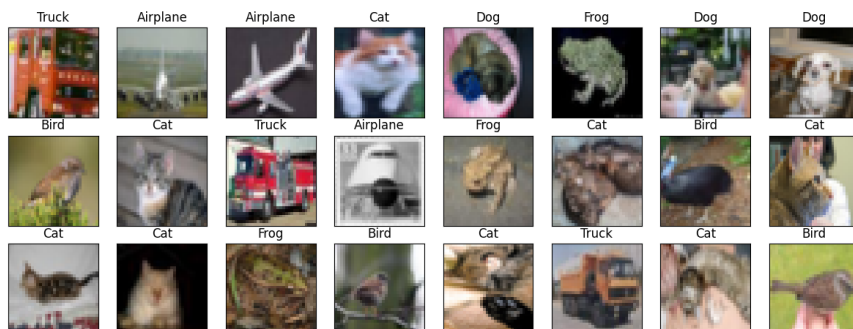 Truck Airplane Airplane Cat Dog Frog Dog Dog
Bird Cat Truck Airplane Frog Cat Bird Cat
Cat Cat Frog Bird Cat Truck Cat Bird